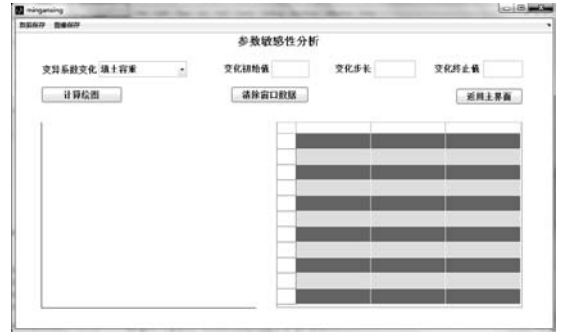 mingansing
数据保存 图像保存
参数敏感性分析
变异系数变化 填土容重 变化初始值 变化步长 变化终止值
计算绘图 清除窗口数据 返回主界面